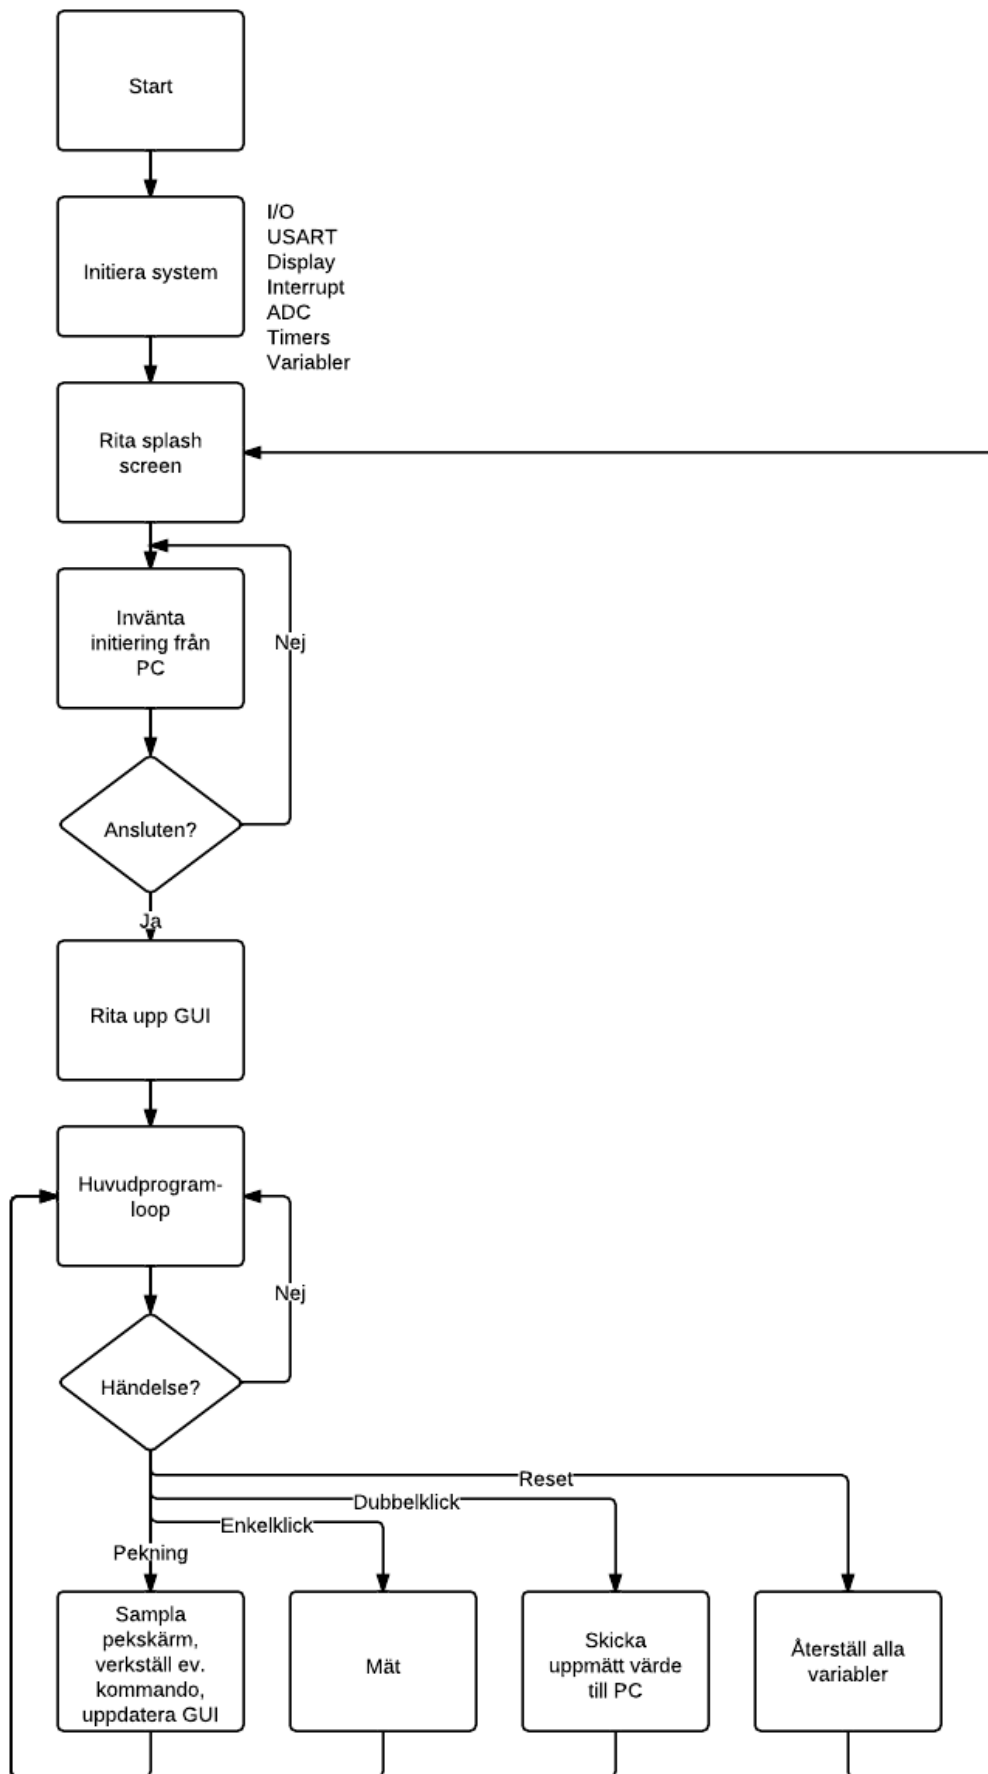 Start
Initiera system
I/O
USART
Display
Interrupt
ADC
Timers
Variabler
Rita splash
screen
Invänta
initiering från
PC
Nej
Ansluten?
Ja
Rita upp GUI
Huvudprogram-
loop
Nej
Händelse?
Reset
Dubbelklick
Enkelklick
Pekning
Sampla
pekskärm,
verkställ ev.
kommando,
uppdatera GUI
Mät
Skicka
uppmätt värde
till PC
Återställ alla
variabler